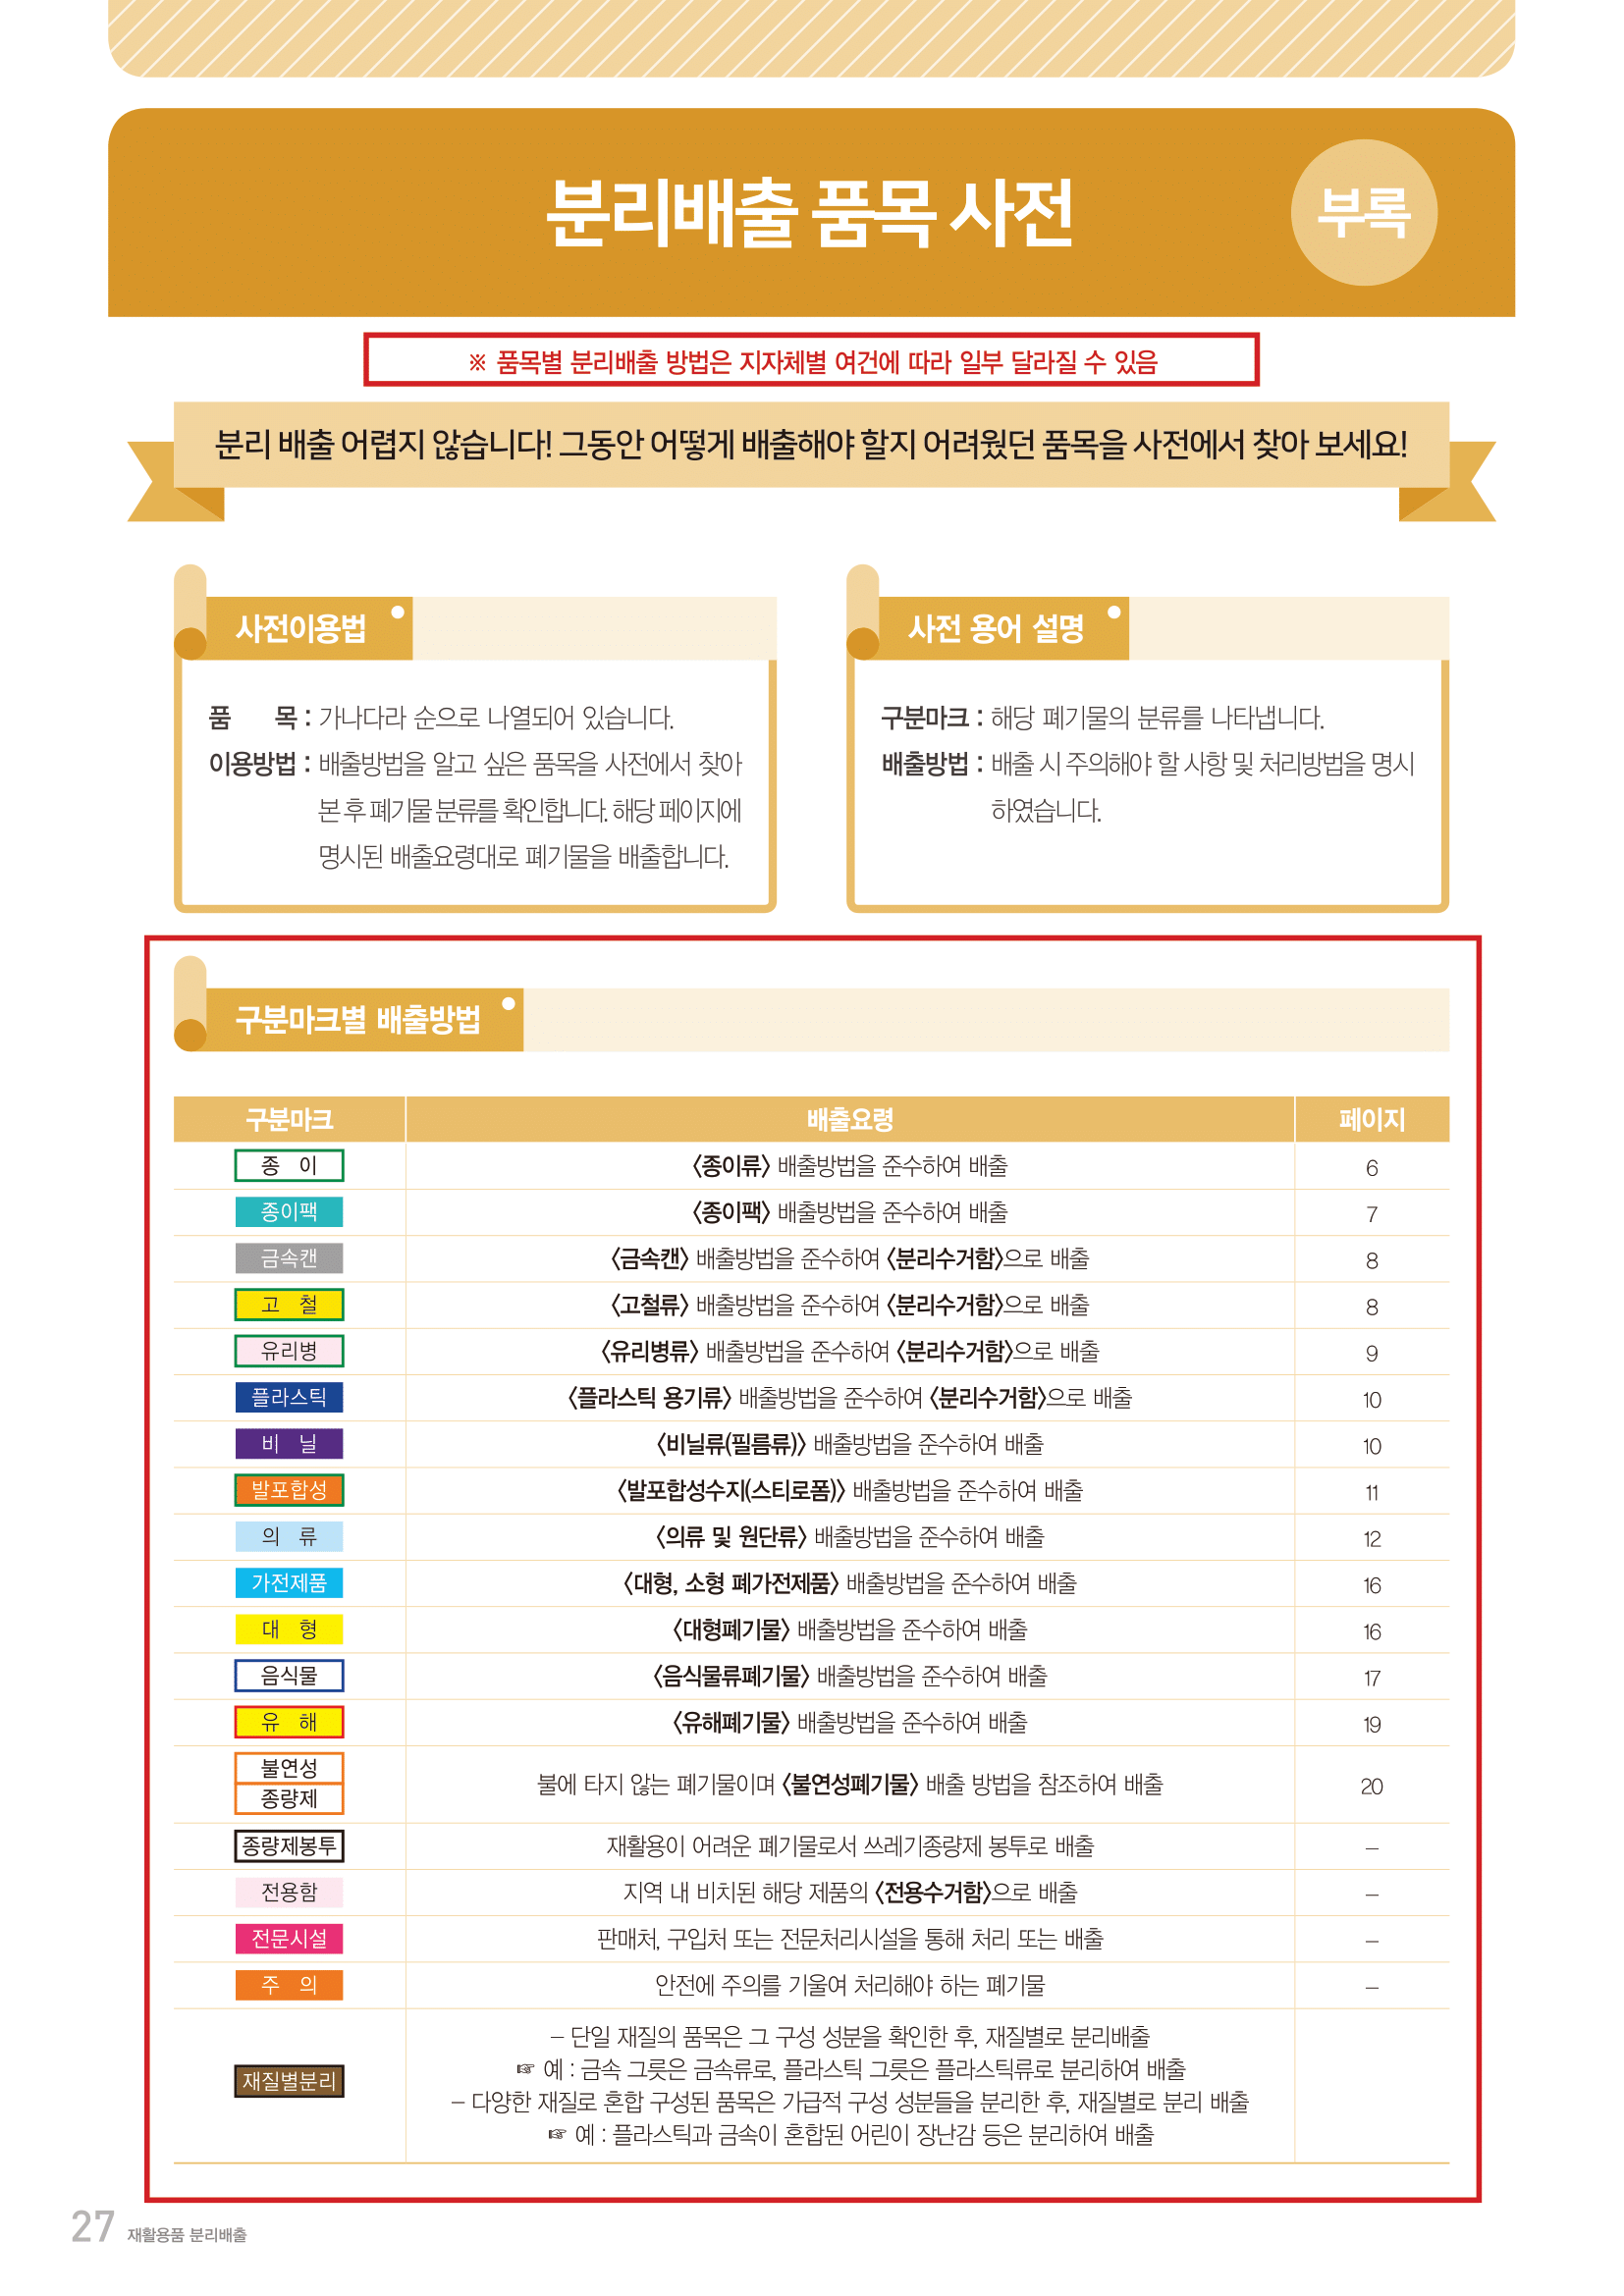 분리배출 품목 사전
부록
※ 품목별 분리배출 방법은 지자체별 여건에 따라 일부 달라질 수 있음
분리 배출 어렵지 않습니다! 그동안 어떻게 배출해야 할지 어려웠던 품목을 사전에서 찾아 보세요!
사전이용법
품 목 : 가나다라 순으로 나열되어 있습니다.
이용방법 : 배출방법을 알고 싶은 품목을 사전에서 찾아
본 후 폐기물 분류를 확인합니다. 해당 페이지에
명시된 배출요령대로 폐기물을 배출합니다.
사전 용어 설명
구분마크 : 해당 폐기물의 분류를 나타냅니다.
배출방법 : 배출 시 주의해야 할 사항 및 처리방법을 명시
하였습니다.
구분마크별 배출방법
구분마크 배출요령 페이지
종 이 〈종이류〉 배출방법을 준수하여 배출 6
종이팩 〈종이팩〉 배출방법을 준수하여 배출 7
금속캔 〈금속캔〉 배출방법을 준수하여 〈분리수거함〉으로 배출 8
고 철 〈고철류〉 배출방법을 준수하여 〈분리수거함〉으로 배출 8
유리병 〈유리병류〉 배출방법을 준수하여 〈분리수거함〉으로 배출 9
플라스틱 〈플라스틱 용기류〉 배출방법을 준수하여 〈분리수거함〉으로 배출 10
비 닐 〈비닐류(필름류)〉 배출방법을 준수하여 배출 10
발포합성 〈발포합성수지(스티로폼)〉 배출방법을 준수하여 배출 11
의 류 〈의류 및 원단류〉 배출방법을 준수하여 배출 12
가전제품 〈대형, 소형 폐가전제품〉 배출방법을 준수하여 배출 16
대 형 〈대형폐기물〉 배출방법을 준수하여 배출 16
음식물 〈음식물류폐기물〉 배출방법을 준수하여 배출 17
유 해 〈유해폐기물〉 배출방법을 준수하여 배출 19
불연성
종량제
불에 타지 않는 폐기물이며 〈불연성폐기물〉 배출 방법을 참조하여 배출 20
종량제봉투 재활용이 어려운 폐기물로서 쓰레기종량제 봉투로 배출 –
전용함 지역 내 비치된 해당 제품의 〈전용수거함〉으로 배출 –
전문시설 판매처, 구입처 또는 전문처리시설을 통해 처리 또는 배출 –
주 의 안전에 주의를 기울여 처리해야 하는 폐기물 –
재질별분리
– 단일 재질의 품목은 그 구성 성분을 확인한 후, 재질별로 분리배출
☞ 예 : 금속 그릇은 금속류로, 플라스틱 그릇은 플라스틱류로 분리하여 배출
– 다양한 재질로 혼합 구성된 품목은 가급적 구성 성분들을 분리한 후, 재질별로 분리 배출
☞ 예 : 플라스틱과 금속이 혼합된 어린이 장난감 등은 분리하여 배출
27 재활용품 분리배출